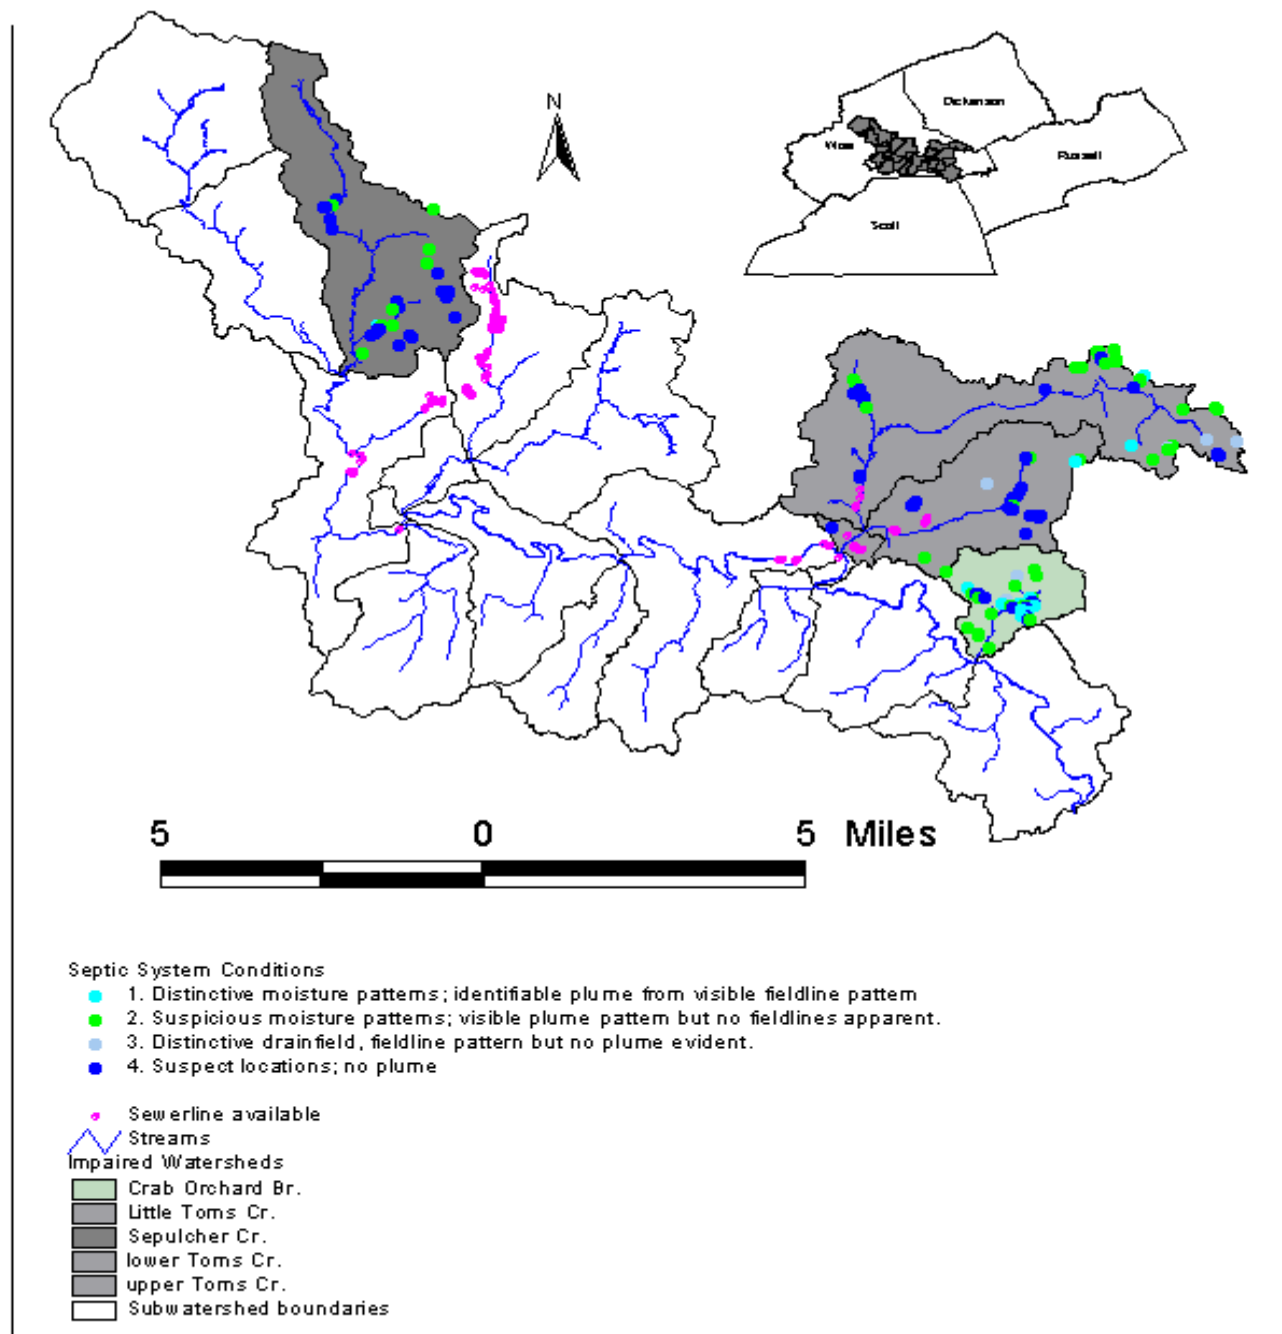 N
Dickenson
Wise
Russell
Scott
5 0 5 Miles
Septic System Conditions
1. Distinctive moisture patterns; identifiable plume from visible fieldline pattern
2. Suspicious moisture patterns; visible plume pattern but no fieldlines apparent.
3. Distinctive drainfield, fieldline pattern but no plume evident.
4. Suspect locations; no plume
Sewerline available
Streams
Impaired Watersheds
Crab Orchard Br.
Little Toms Cr.
Sepulcher Cr.
lower Toms Cr.
upper Toms Cr.
Subwatershed boundaries